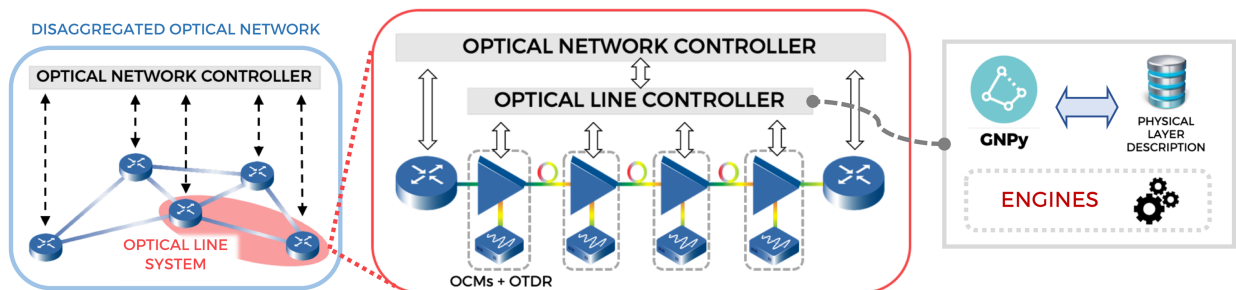 DISAGGREGATED OPTICAL NETWORK
OPTICAL NETWORK CONTROLLER
OPTICAL LINE
SYSTEM
OPTICAL NETWORK CONTROLLER
OPTICAL LINE CONTROLLER
OCMs + OTDR
GNPy
PHYSICAL
LAYER
DESCRIPTION
ENGINES